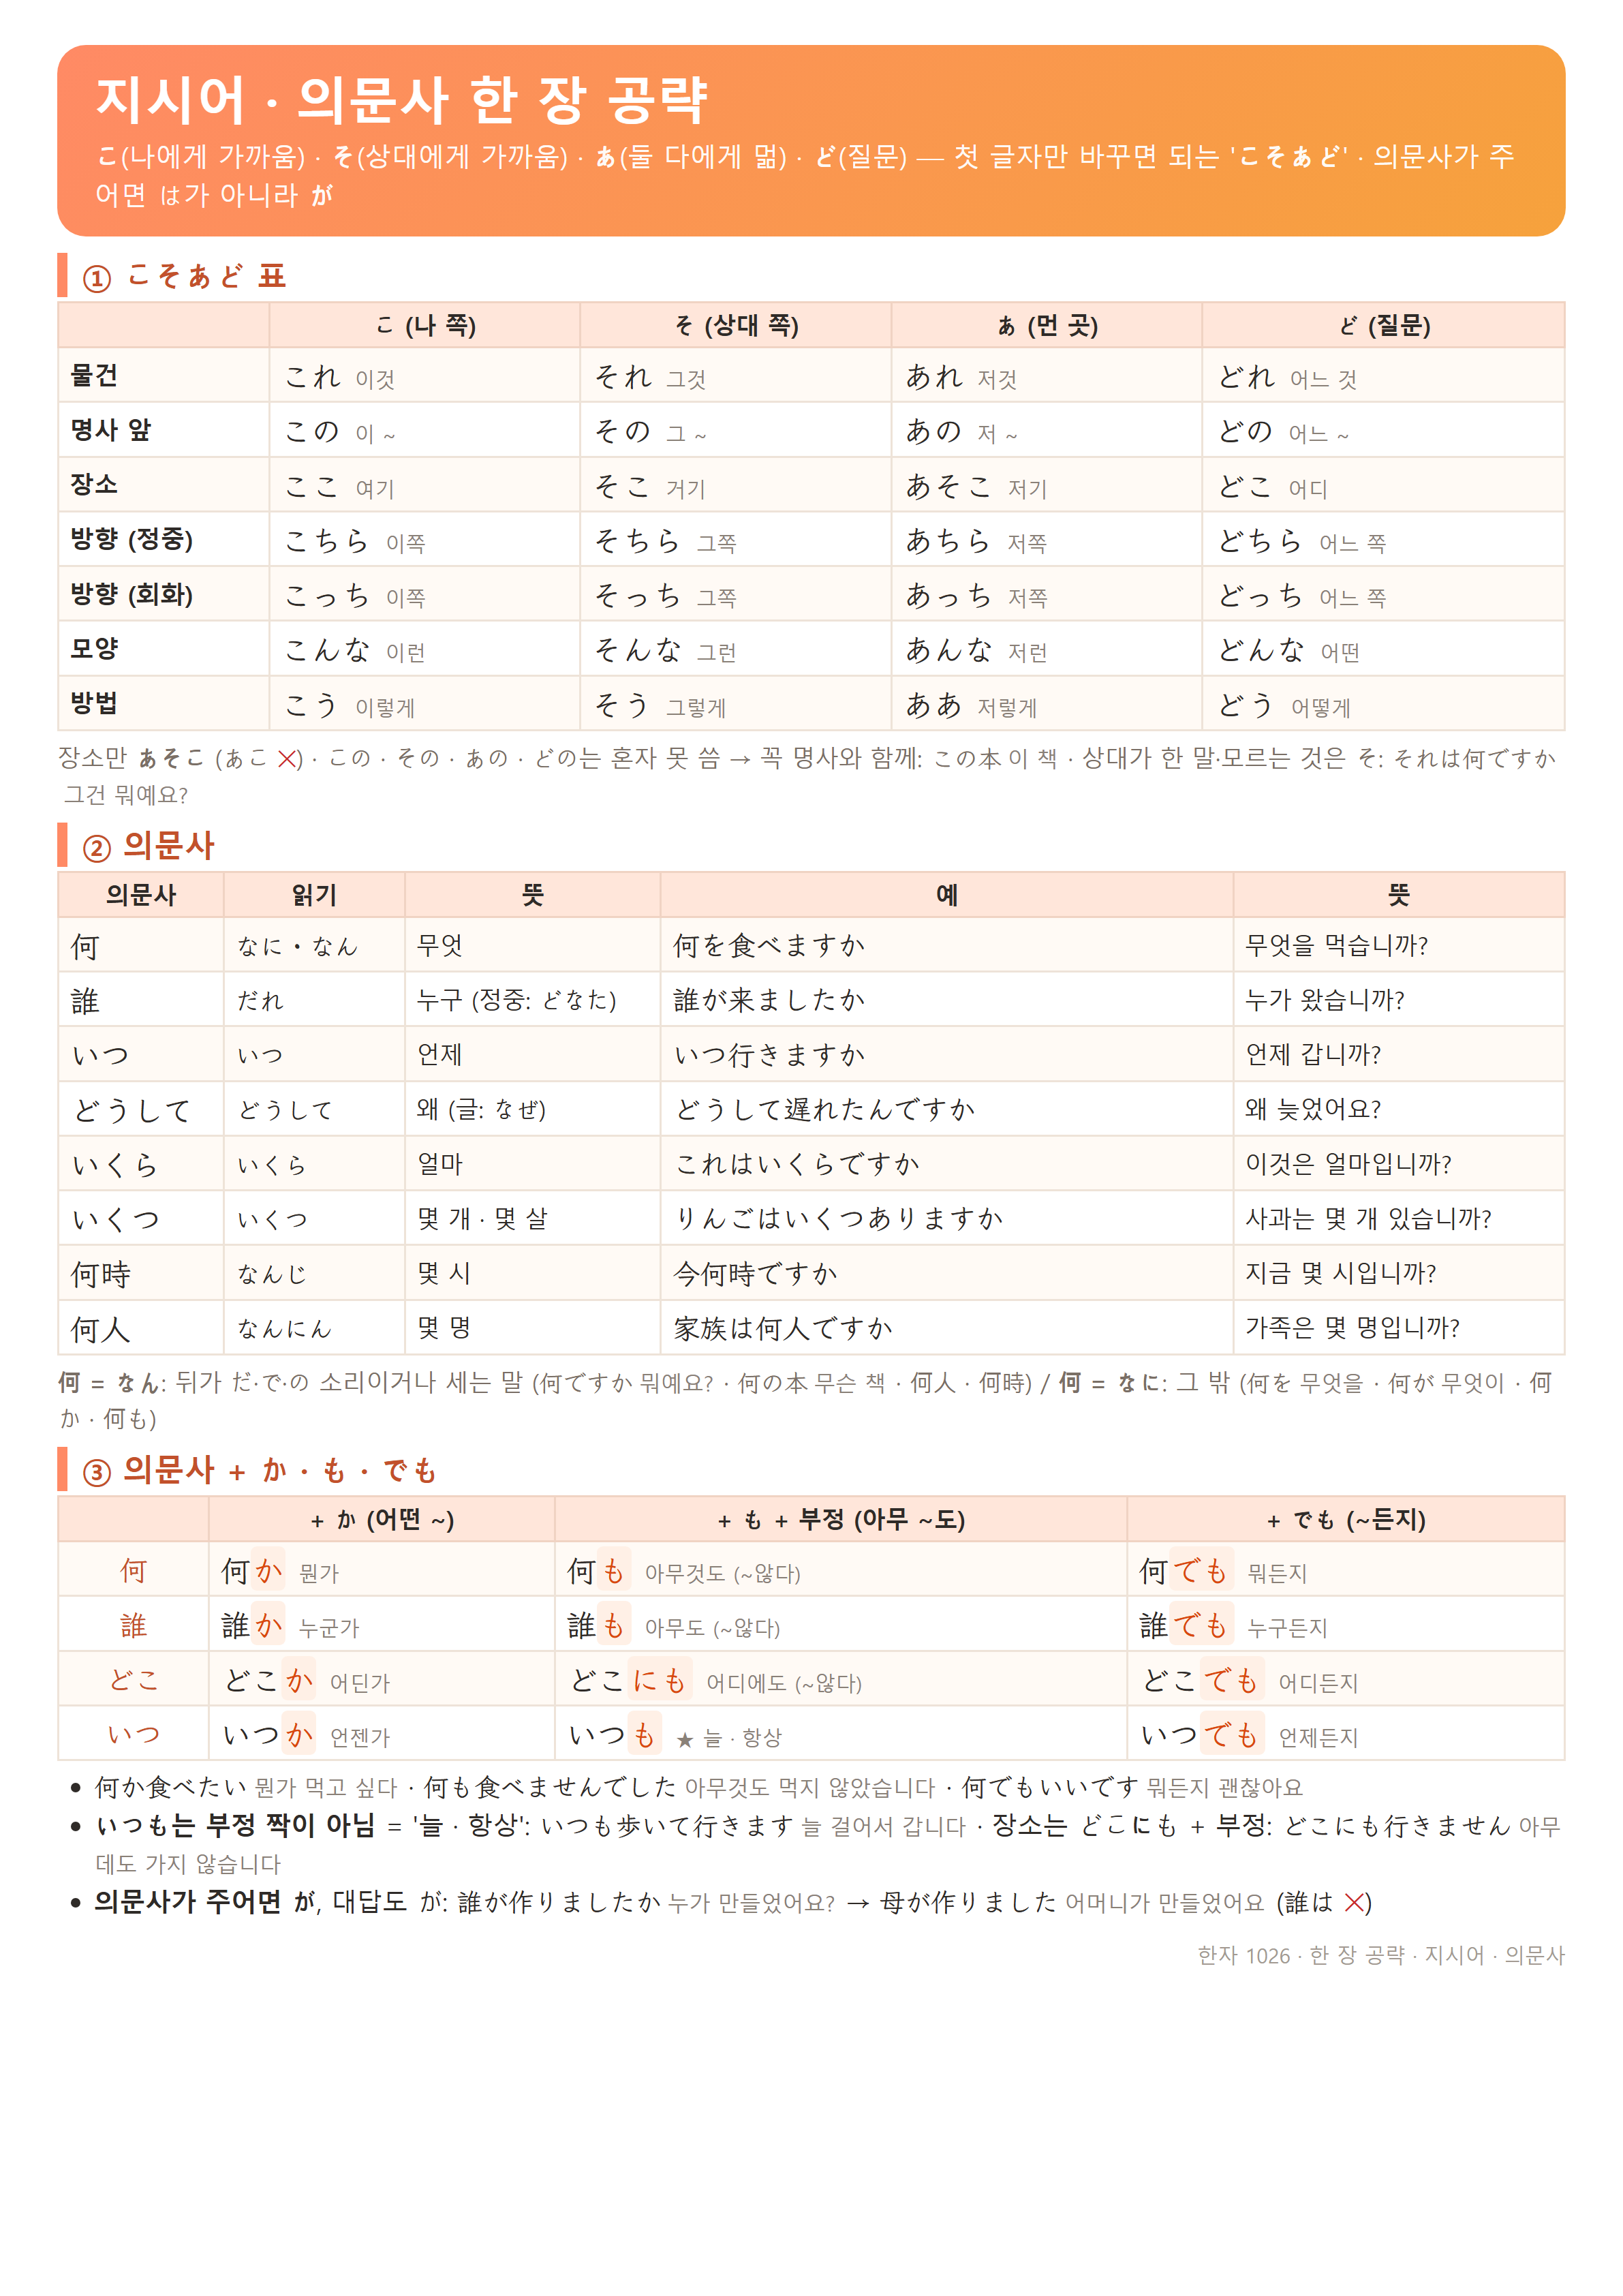 지시어 · 의문사 한 장 공략
こ(나에게 가까움) · そ(상대에게 가까움) · あ(둘 다에게 멂) · ど(질문) — 첫 글자만 바꾸면 되는 'こそあど' · 의문사가 주
어면 は가 아니라 が
① こそあど 표
こ (나 쪽) そ (상대 쪽) あ (먼 곳) ど (질문)
물건 これ 이것 それ 그것 あれ 저것 どれ 어느 것
명사 앞 この 이 ~ その 그 ~ あの 저 ~ どの 어느 ~
장소 ここ 여기 そこ 거기 あそこ 저기 どこ 어디
방향 (정중) こちら 이쪽 そちら 그쪽 あちら 저쪽 どちら 어느 쪽
방향 (회화) こっち 이쪽 そっち 그쪽 あっち 저쪽 どっち 어느 쪽
모양 こんな 이런 そんな 그런 あんな 저런 どんな 어떤
방법 こう 이렇게 そう 그렇게 ああ 저렇게 どう 어떻게
장소만 あそこ (あこ ✕) · この · その · あの · どの는 혼자 못 씀 → 꼭 명사와 함께: この本 이 책 · 상대가 한 말·모르는 것은 そ: それは何ですか
그건 뭐예요?
② 의문사
의문사 읽기 뜻 예 뜻
何 なに・なん 무엇 何を食べますか 무엇을 먹습니까?
誰 だれ 누구 (정중: どなた) 誰が来ましたか 누가 왔습니까?
いつ いつ 언제 いつ行きますか 언제 갑니까?
どうして どうして 왜 (글: なぜ) どうして遅れたんですか 왜 늦었어요?
いくら いくら 얼마 これはいくらですか 이것은 얼마입니까?
いくつ いくつ 몇 개 · 몇 살 りんごはいくつありますか 사과는 몇 개 있습니까?
何時 なんじ 몇 시 今何時ですか 지금 몇 시입니까?
何人 なんにん 몇 명 家族は何人ですか 가족은 몇 명입니까?
何 = なん: 뒤가 だ·で·の 소리이거나 세는 말 (何ですか 뭐예요? · 何の本 무슨 책 · 何人 · 何時) / 何 = なに: 그 밖 (何を 무엇을 · 何が 무엇이 · 何
か · 何も)
③ 의문사 + か · も · でも
+ か (어떤 ~) + も + 부정 (아무 ~도) + でも (~든지)
何 何か 뭔가 何も 아무것도 (~않다) 何でも 뭐든지
誰 誰か 누군가 誰も 아무도 (~않다) 誰でも 누구든지
どこ どこか 어딘가 どこにも 어디에도 (~않다) どこでも 어디든지
いつ いつか 언젠가 いつも ★ 늘 · 항상 いつでも 언제든지
• 何か食べたい 뭔가 먹고 싶다 · 何も食べませんでした 아무것도 먹지 않았습니다 · 何でもいいです 뭐든지 괜찮아요
• いつも는 부정 짝이 아님 = '늘 · 항상': いつも歩いて行きます 늘 걸어서 갑니다 · 장소는 どこにも + 부정: どこにも行きません 아무
데도 가지 않습니다
• 의문사가 주어면 が, 대답도 が: 誰が作りましたか 누가 만들었어요? → 母が作りました 어머니가 만들었어요 (誰は ✕)
한자 1026 · 한 장 공략 · 지시어 · 의문사